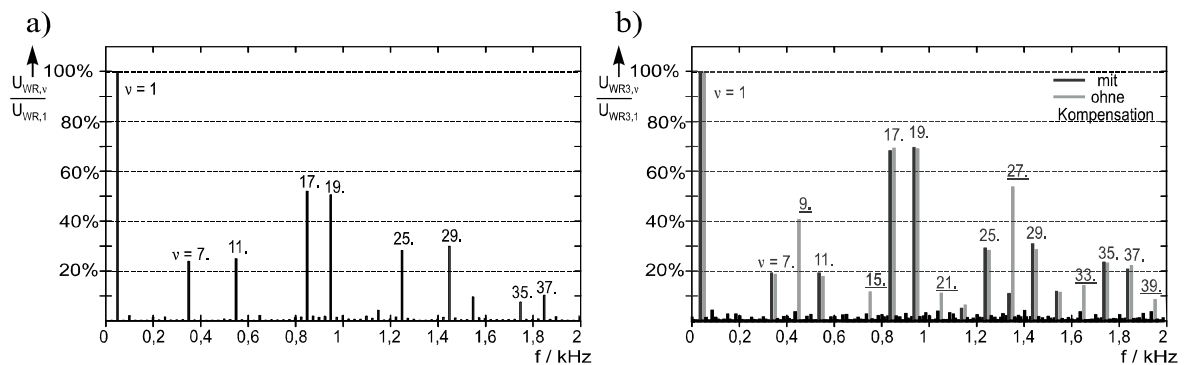 a)
U_WR,ν
U_WR,1
100%
80%
60%
40%
20%
ν = 1
ν = 7.
11.
17.
19.
25.
29.
35.
37.
0 0,2 0,4 0,6 0,8 1 1,2 1,4 1,6 1,8 2
f / kHz
b)
U_WR3,ν
U_WR3,1
100%
80%
60%
40%
20%
ν = 1
mit
ohne
Kompensation
ν = 7.
9.
11.
15.
17.
19.
21.
25.
27.
29.
33.
35.
37.
39.
0 0,2 0,4 0,6 0,8 1 1,2 1,4 1,6 1,8 2
f / kHz